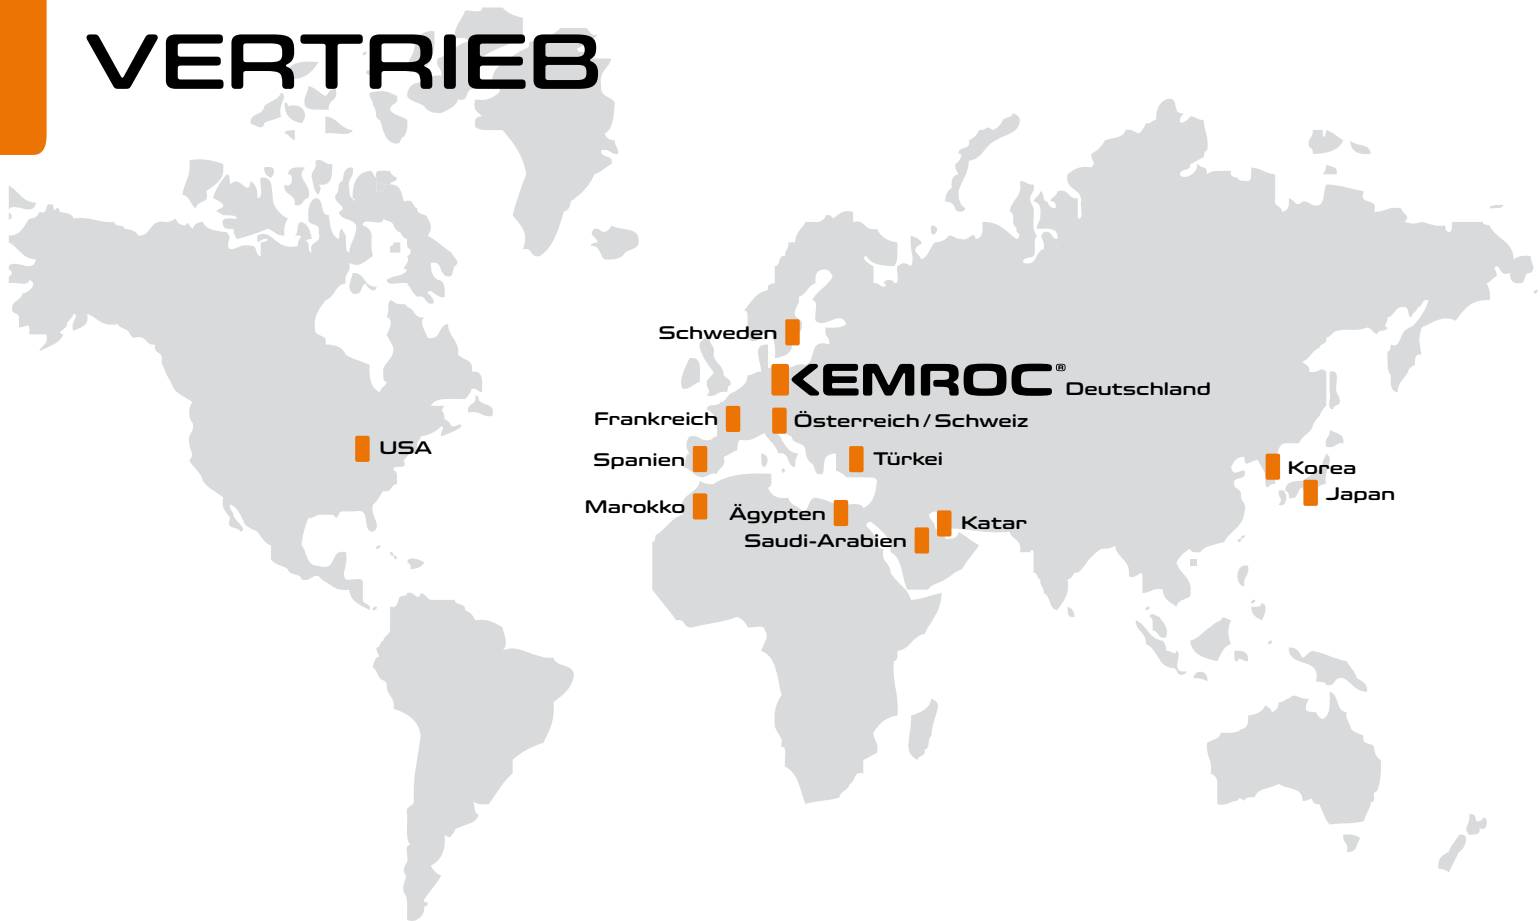 VERTRIEB
Schweden
KEMROC® Deutschland
Frankreich
Österreich / Schweiz
USA
Spanien
Türkei
Korea
Japan
Marokko
Ägypten
Katar
Saudi-Arabien